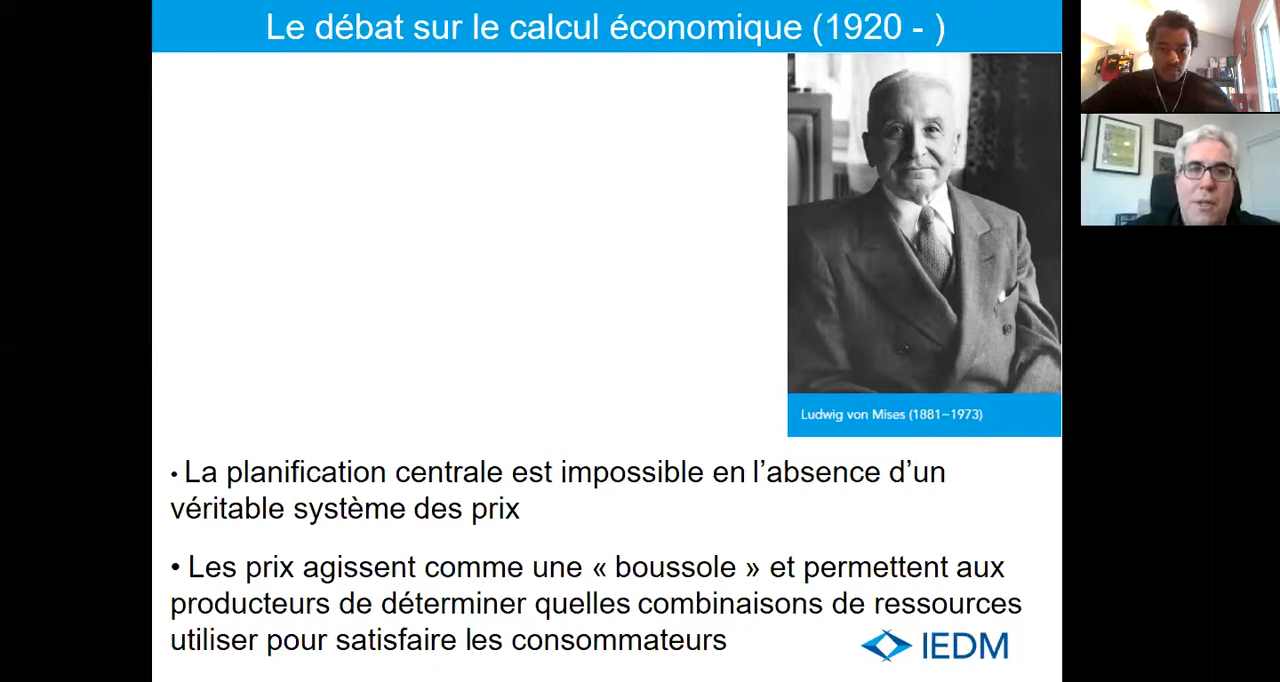 Le débat sur le calcul économique (1920 - )
Ludwig von Mises (1881–1973)
• La planification centrale est impossible en l’absence d’un
véritable système des prix
• Les prix agissent comme une « boussole » et permettent aux
producteurs de déterminer quelles combinaisons de ressources
utiliser pour satisfaire les consommateurs
IEDM